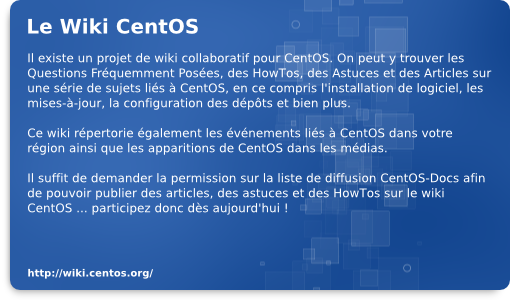 Le Wiki CentOS
Il existe un projet de wiki collaboratif pour CentOS. On peut y trouver les
Questions Fréquemment Posées, des HowTos, des Astuces et des Articles sur
une série de sujets liés à CentOS, en ce compris l'installation de logiciel, les
mises-à-jour, la configuration des dépôts et bien plus.
Ce wiki répertorie également les événements liés à CentOS dans votre
région ainsi que les apparitions de CentOS dans les médias.
Il suffit de demander la permission sur la liste de diffusion CentOS-Docs afin
de pouvoir publier des articles, des astuces et des HowTos sur le wiki
CentOS ... participez donc dès aujourd'hui !
http://wiki.centos.org/